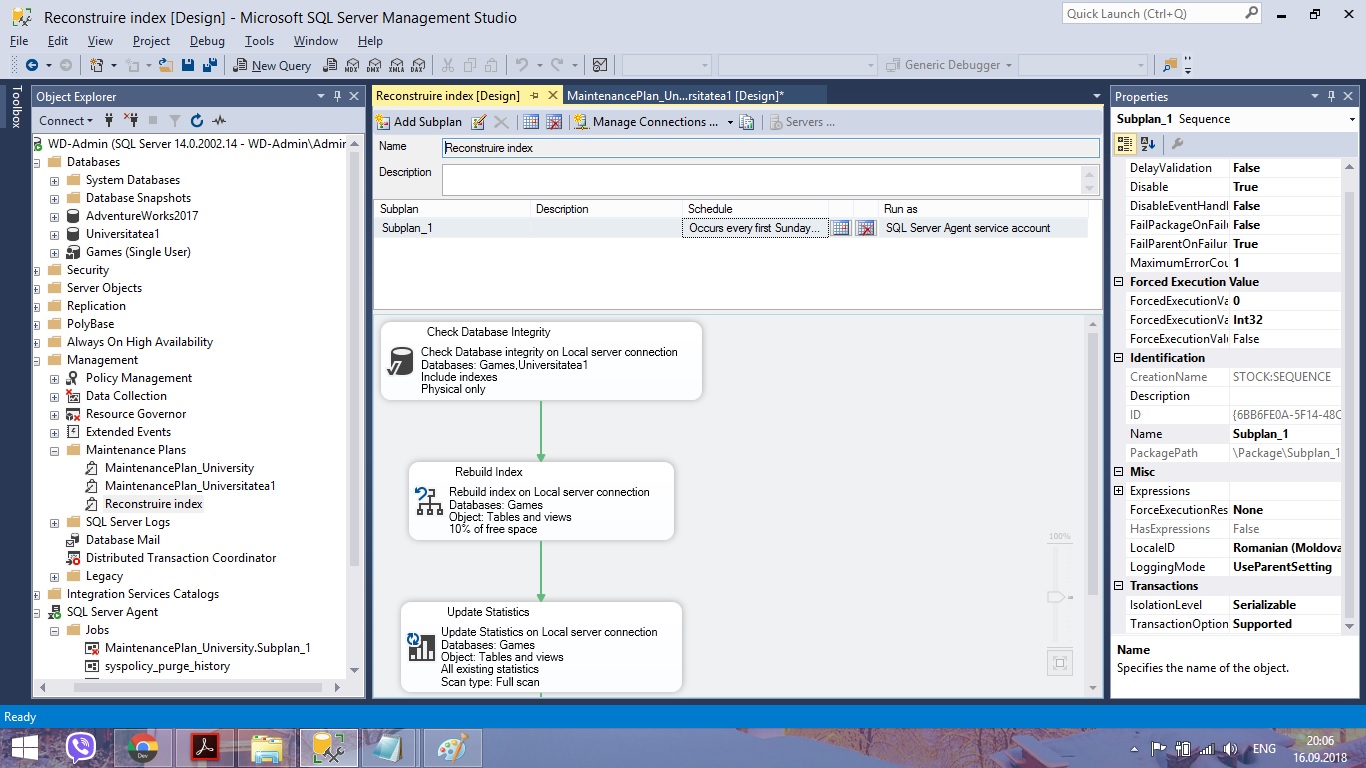 Reconstruire index [Design] - Microsoft SQL Server Management Studio
Quick Launch (Ctrl+Q)
File Edit View Project Debug Tools Window Help
New Query MDX DMX XMLA DAX Generic Debugger
Toolbox
Object Explorer
Connect
WD-Admin (SQL Server 14.0.2002.14 - WD-Admin\Admir
Databases
System Databases
Database Snapshots
AdventureWorks2017
Universitatea1
Games (Single User)
Security
Server Objects
Replication
PolyBase
Always On High Availability
Management
Policy Management
Data Collection
Resource Governor
Extended Events
Maintenance Plans
MaintenancePlan_University
MaintenancePlan_Universitatea1
Reconstruire index
SQL Server Logs
Database Mail
Distributed Transaction Coordinator
Legacy
Integration Services Catalogs
SQL Server Agent
Jobs
MaintenancePlan_University.Subplan_1
syspolicy_purge_history
Reconstruire index [Design] MaintenancePlan_Un...rsitatea1 [Design]*
Add Subplan Manage Connections ... Servers ...
Name Reconstruire index
Description
Subplan Description Schedule Run as
Subplan_1 Occurs every first Sunday... SQL Server Agent service account
Check Database Integrity
Check Database integrity on Local server connection
Databases: Games,Universitatea1
Include indexes
Physical only
Rebuild Index
Rebuild index on Local server connection
Databases: Games
Object: Tables and views
10% of free space
Update Statistics
Update Statistics on Local server connection
Databases: Games
Object: Tables and views
All existing statistics
Scan type: Full scan
100%
Properties
Subplan_1 Sequence
DelayValidation False
Disable True
DisableEventHandl False
FailPackageOnFailu False
FailParentOnFailur True
MaximumErrorCou 1
Forced Execution Value
ForcedExecutionVa 0
ForcedExecutionVa Int32
ForceExecutionValu False
Identification
CreationName STOCK:SEQUENCE
Description
ID {6BB6FE0A-5F14-48C
Name Subplan_1
PackagePath \Package\Subplan_1
Misc
Expressions
ForceExecutionRes None
HasExpressions False
LocaleID Romanian (Moldova
LoggingMode UseParentSetting
Transactions
IsolationLevel Serializable
TransactionOption Supported
Name
Specifies the name of the object.
Ready
Dev
ENG
20:06
16.09.2018